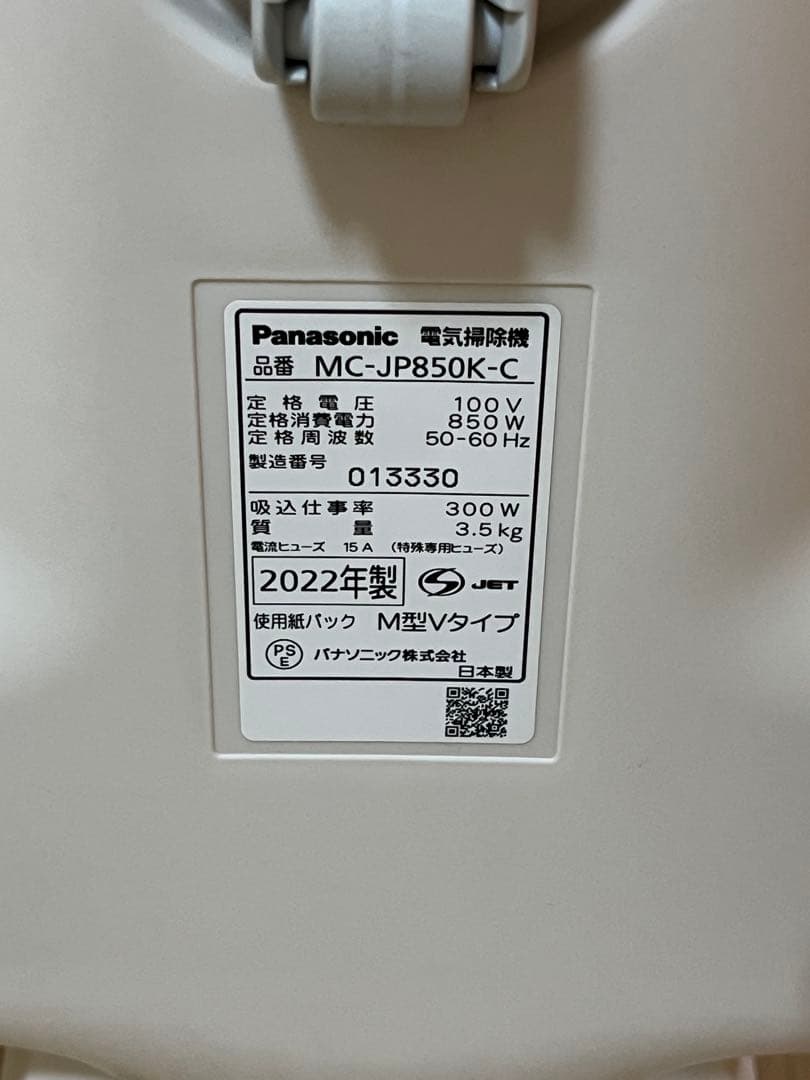 Panasonic 電気掃除機
品番 MC-JP850K-C
定格電圧 100V
定格消費電力 850W
定格周波数 50-60Hz
製造番号 013330
吸込仕事率 300W
質量 3.5kg
電流ヒューズ 15A (特殊専用ヒューズ)
2022年製 S JET
使用紙パック M型Vタイプ
PSE パナソニック株式会社
日本製